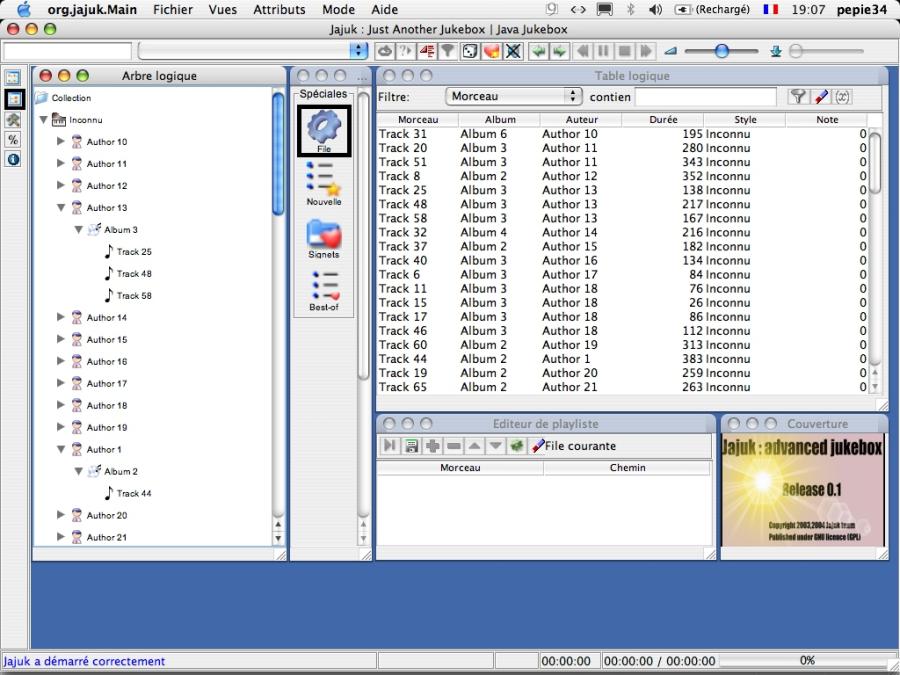 org.jajuk.Main Fichier Vues Attributs Mode Aide (Rechargé) 19:07 pepie34
Jajuk : Just Another Jukebox | Java Jukebox
Arbre logique
Collection
Inconnu
Author 10
Author 11
Author 12
Author 13
Album 3
Track 25
Track 48
Track 58
Author 14
Author 15
Author 16
Author 17
Author 18
Author 19
Author 1
Album 2
Track 44
Author 20
Author 21
...
Spéciales
File
Nouvelle
Signets
Best-of
Table logique
Filtre: Morceau contien
Morceau Album Auteur Durée Style Note
Track 31 Album 6 Author 10 195 Inconnu 0
Track 20 Album 3 Author 11 280 Inconnu 0
Track 51 Album 3 Author 11 343 Inconnu 0
Track 8 Album 2 Author 12 352 Inconnu 0
Track 25 Album 3 Author 13 138 Inconnu 0
Track 48 Album 3 Author 13 217 Inconnu 0
Track 58 Album 3 Author 13 167 Inconnu 0
Track 32 Album 4 Author 14 216 Inconnu 0
Track 37 Album 2 Author 15 182 Inconnu 0
Track 40 Album 3 Author 16 134 Inconnu 0
Track 6 Album 3 Author 17 84 Inconnu 0
Track 11 Album 3 Author 18 76 Inconnu 0
Track 15 Album 3 Author 18 26 Inconnu 0
Track 17 Album 3 Author 18 86 Inconnu 0
Track 46 Album 3 Author 18 112 Inconnu 0
Track 60 Album 2 Author 19 313 Inconnu 0
Track 44 Album 2 Author 1 383 Inconnu 0
Track 19 Album 2 Author 20 259 Inconnu 0
Track 65 Album 2 Author 21 263 Inconnu 0
Editeur de playliste
File courante
Morceau Chemin
Couverture
Jajuk : advanced jukebox
Release 0.1
Copyright 2003,2004 Jajuk team
Published under GNU licence (GPL)
Jajuk a démarré correctement 00:00:00 00:00:00 / 00:00:00 0%